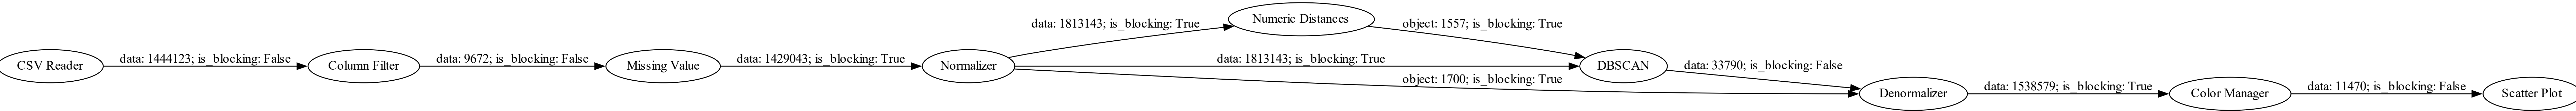 CSV Reader
data: 1444123; is_blocking: False
Column Filter
data: 9672; is_blocking: False
Missing Value
data: 1429043; is_blocking: True
Normalizer
data: 1813143; is_blocking: True
Numeric Distances
object: 1557; is_blocking: True
data: 1813143; is_blocking: True
DBSCAN
object: 1700; is_blocking: True
data: 33790; is_blocking: False
Denormalizer
data: 1538579; is_blocking: True
Color Manager
data: 11470; is_blocking: False
Scatter Plot